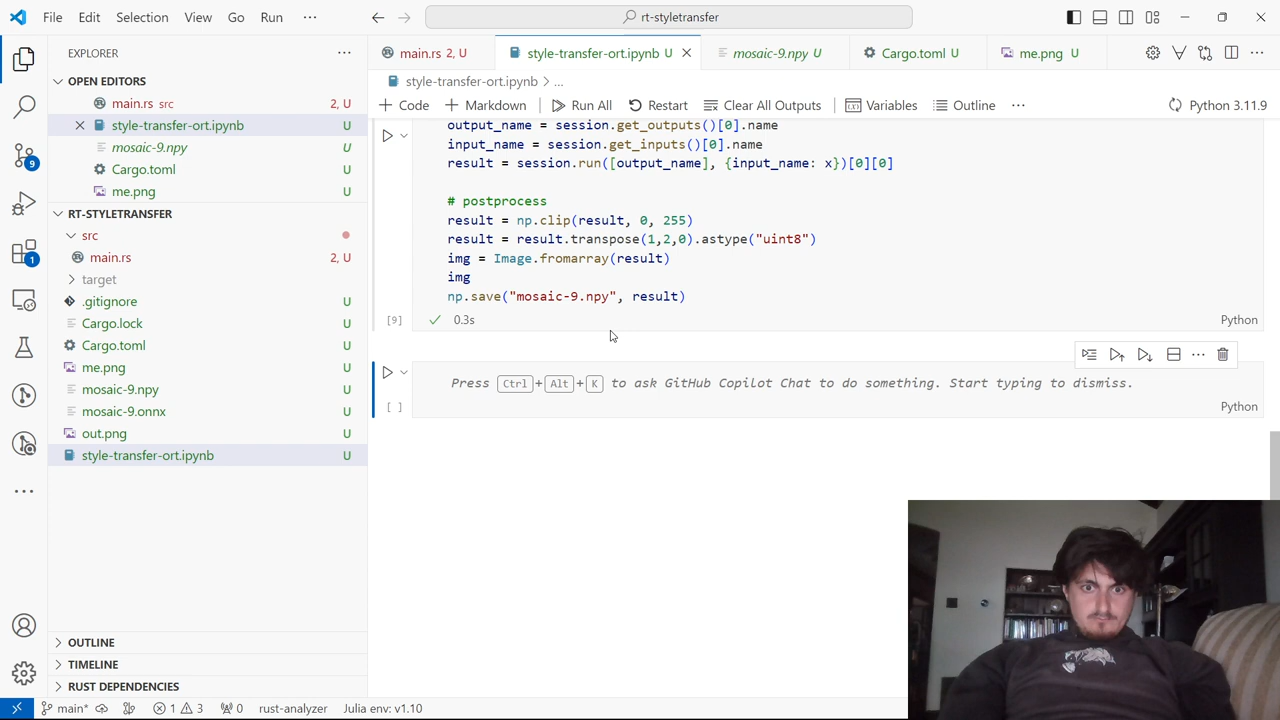 File Edit Selection View Go Run ··· rt-styletransfer
EXPLORER
OPEN EDITORS
main.rs src 2, U
style-transfer-ort.ipynb U
mosaic-9.npy U
Cargo.toml U
me.png U
RT-STYLETRANSFER
src
main.rs 2, U
target
.gitignore U
Cargo.lock U
Cargo.toml U
me.png U
mosaic-9.npy U
mosaic-9.onnx U
out.png U
style-transfer-ort.ipynb U
OUTLINE
TIMELINE
RUST DEPENDENCIES
9
1
main.rs 2, U style-transfer-ort.ipynb U mosaic-9.npy U Cargo.toml U me.png U
style-transfer-ort.ipynb > ...
+ Code + Markdown Run All Restart Clear All Outputs Variables Outline ··· Python 3.11.9
output_name = session.get_outputs()[0].name
input_name = session.get_inputs()[0].name
result = session.run([output_name], {input_name: x})[0][0]
# postprocess
result = np.clip(result, 0, 255)
result = result.transpose(1,2,0).astype("uint8")
img = Image.fromarray(result)
img
np.save("mosaic-9.npy", result)
[9] 0.3s Python
Press Ctrl+Alt+K to ask GitHub Copilot Chat to do something. Start typing to dismiss.
[ ] Python
main* 1 3 0 rust-analyzer Julia env: v1.10